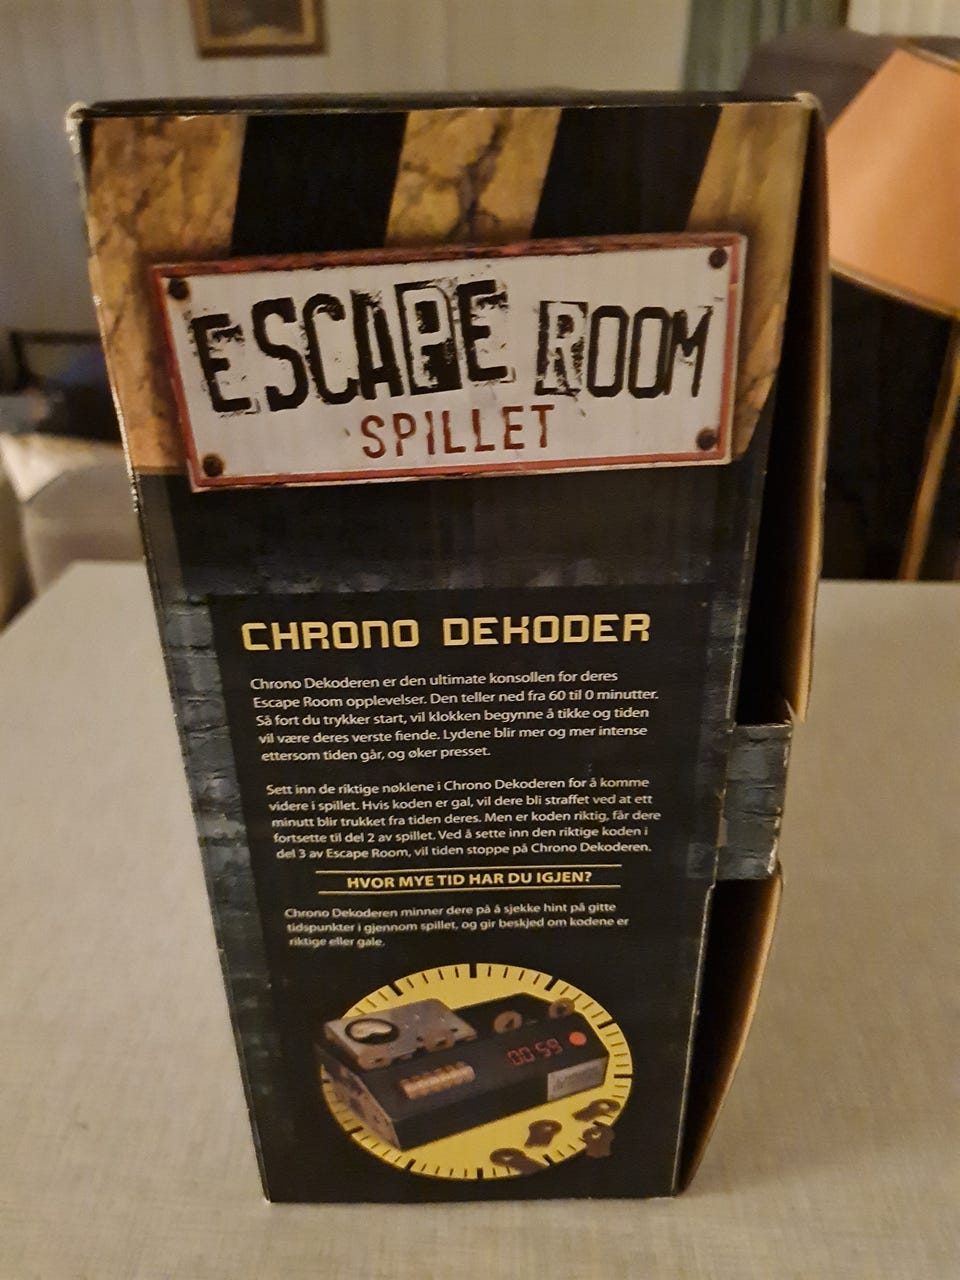 ESCAPE ROOM
SPILLET
CHRONO DEKODER
Chrono Dekoderen er den ultimate konsollen for deres
Escape Room opplevelser. Den teller ned fra 60 til 0 minutter.
Så fort du trykker start, vil klokken begynne å tikke og tiden
vil være deres verste fiende. Lydene blir mer og mer intense
ettersom tiden går, og øker presset.
Sett inn de riktige nøklene i Chrono Dekoderen for å komme
videre i spillet. Hvis koden er gal, vil dere bli straffet ved at ett
minutt blir trukket fra tiden deres. Men er koden riktig, får dere
fortsette til del 2 av spillet. Ved å sette inn den riktige koden i
del 3 av Escape Room, vil tiden stoppe på Chrono Dekoderen.
HVOR MYE TID HAR DU IGJEN?
Chrono Dekoderen minner dere på å sjekke hint på gitte
tidspunkter i gjennom spillet, og gir beskjed om kodene er
riktige eller gale.
00 59